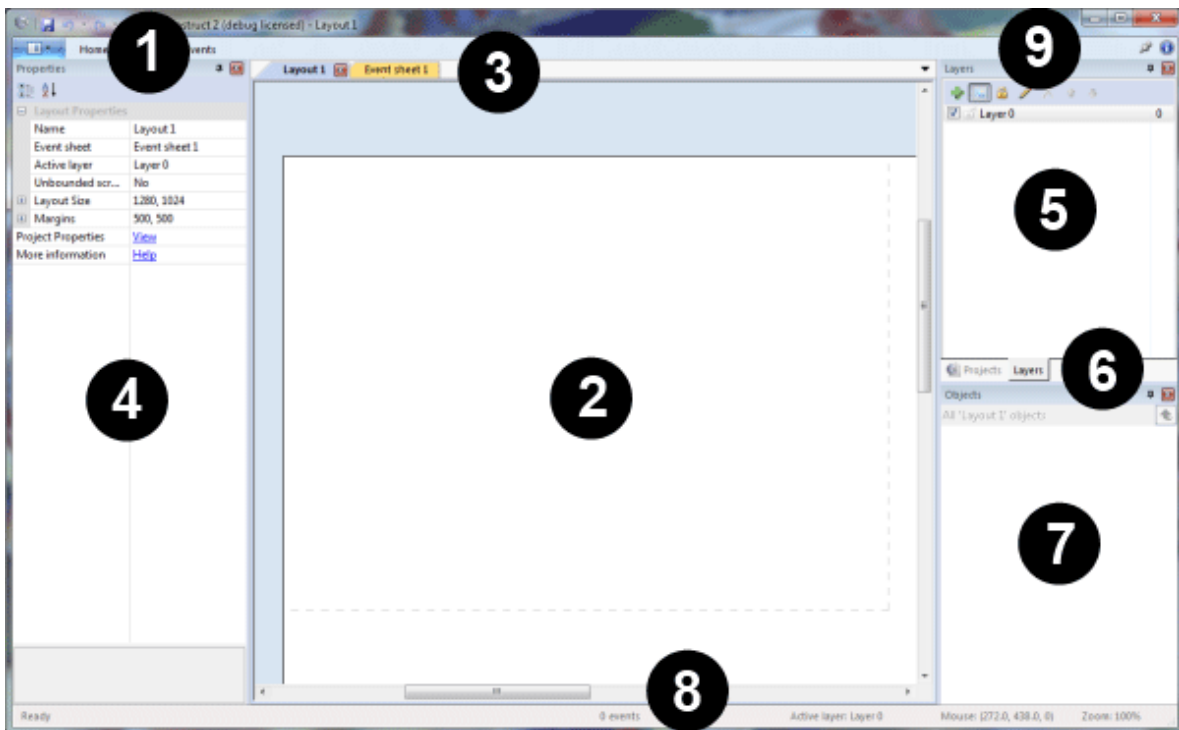 struct 2 (debug licensed) - Layout 1
Home
vents
1
9
Properties
Layout 1
Event sheet 1
3
Layers
Layout Properties
Name Layout 1
Event sheet Event sheet 1
Active layer Layer 0
Unbounded scr... No
Layout Size 1280, 1024
Margins 500, 500
Project Properties View
More information Help
Layer 0 0
5
4
2
Projects Layers
6
Objects
All 'Layout 1' objects
7
8
Ready
0 events
Active layer: Layer 0
Mouse: (272.0, 438.0, 0)
Zoom: 100%